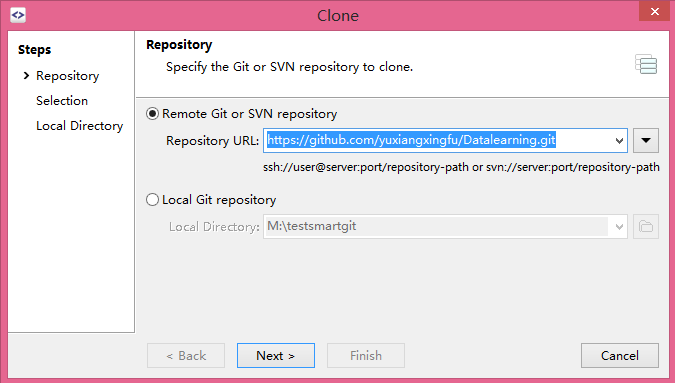 Clone
Steps
Repository
Selection
Local Directory
Repository
Specify the Git or SVN repository to clone.
Remote Git or SVN repository
Repository URL: https://github.com/yuxiangxingfu/Datalearning.git
ssh://user@server:port/repository-path or svn://server:port/repository-path
Local Git repository
Local Directory: M:\testsmartgit
< Back Next > Finish Cancel